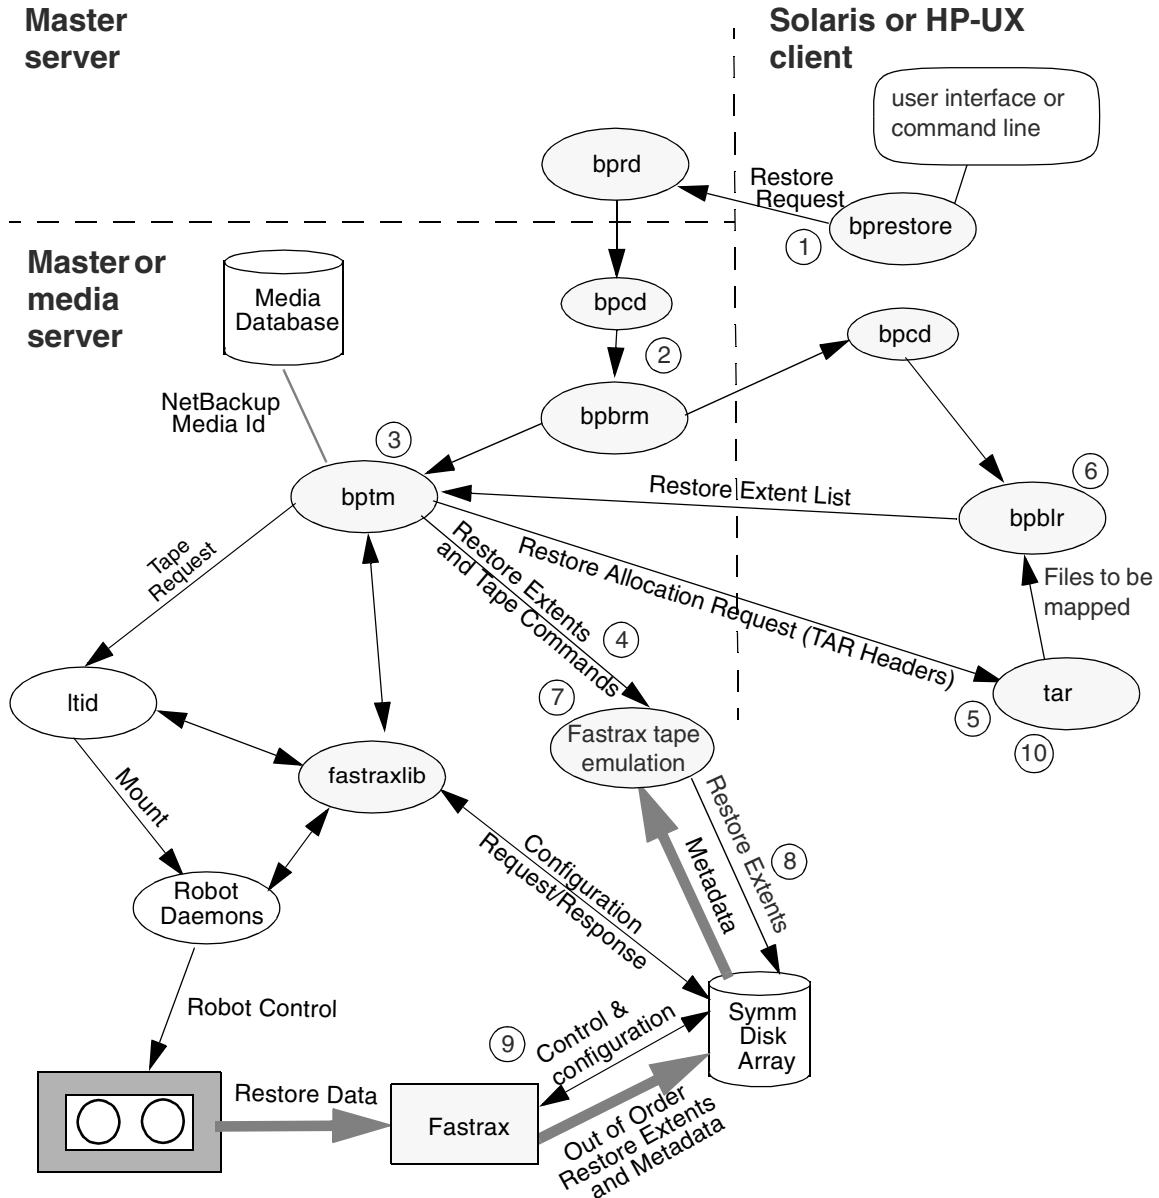 Master
server
Solaris or HP-UX
client
user interface or
command line
bprd
Restore
Request
bprestore
1
Master or
media
server
Media
Database
bpcd
bpcd
2
NetBackup
Media Id
bpbrm
3
6
bptm
Restore Extent List
bpblr
Tape
Request
Restore Extents
and Tape Commands
Restore Allocation Request (TAR Headers)
Files to be
mapped
4
ltid
7
5
tar
10
Fastrax tape
emulation
fastraxlib
Mount
Configuration
Request/Response
Metadata
Restore Extents
8
Robot
Daemons
Robot Control
9
Control &
configuration
Symm
Disk
Array
Restore Data
Fastrax
Out of Order
Restore Extents
and Metadata